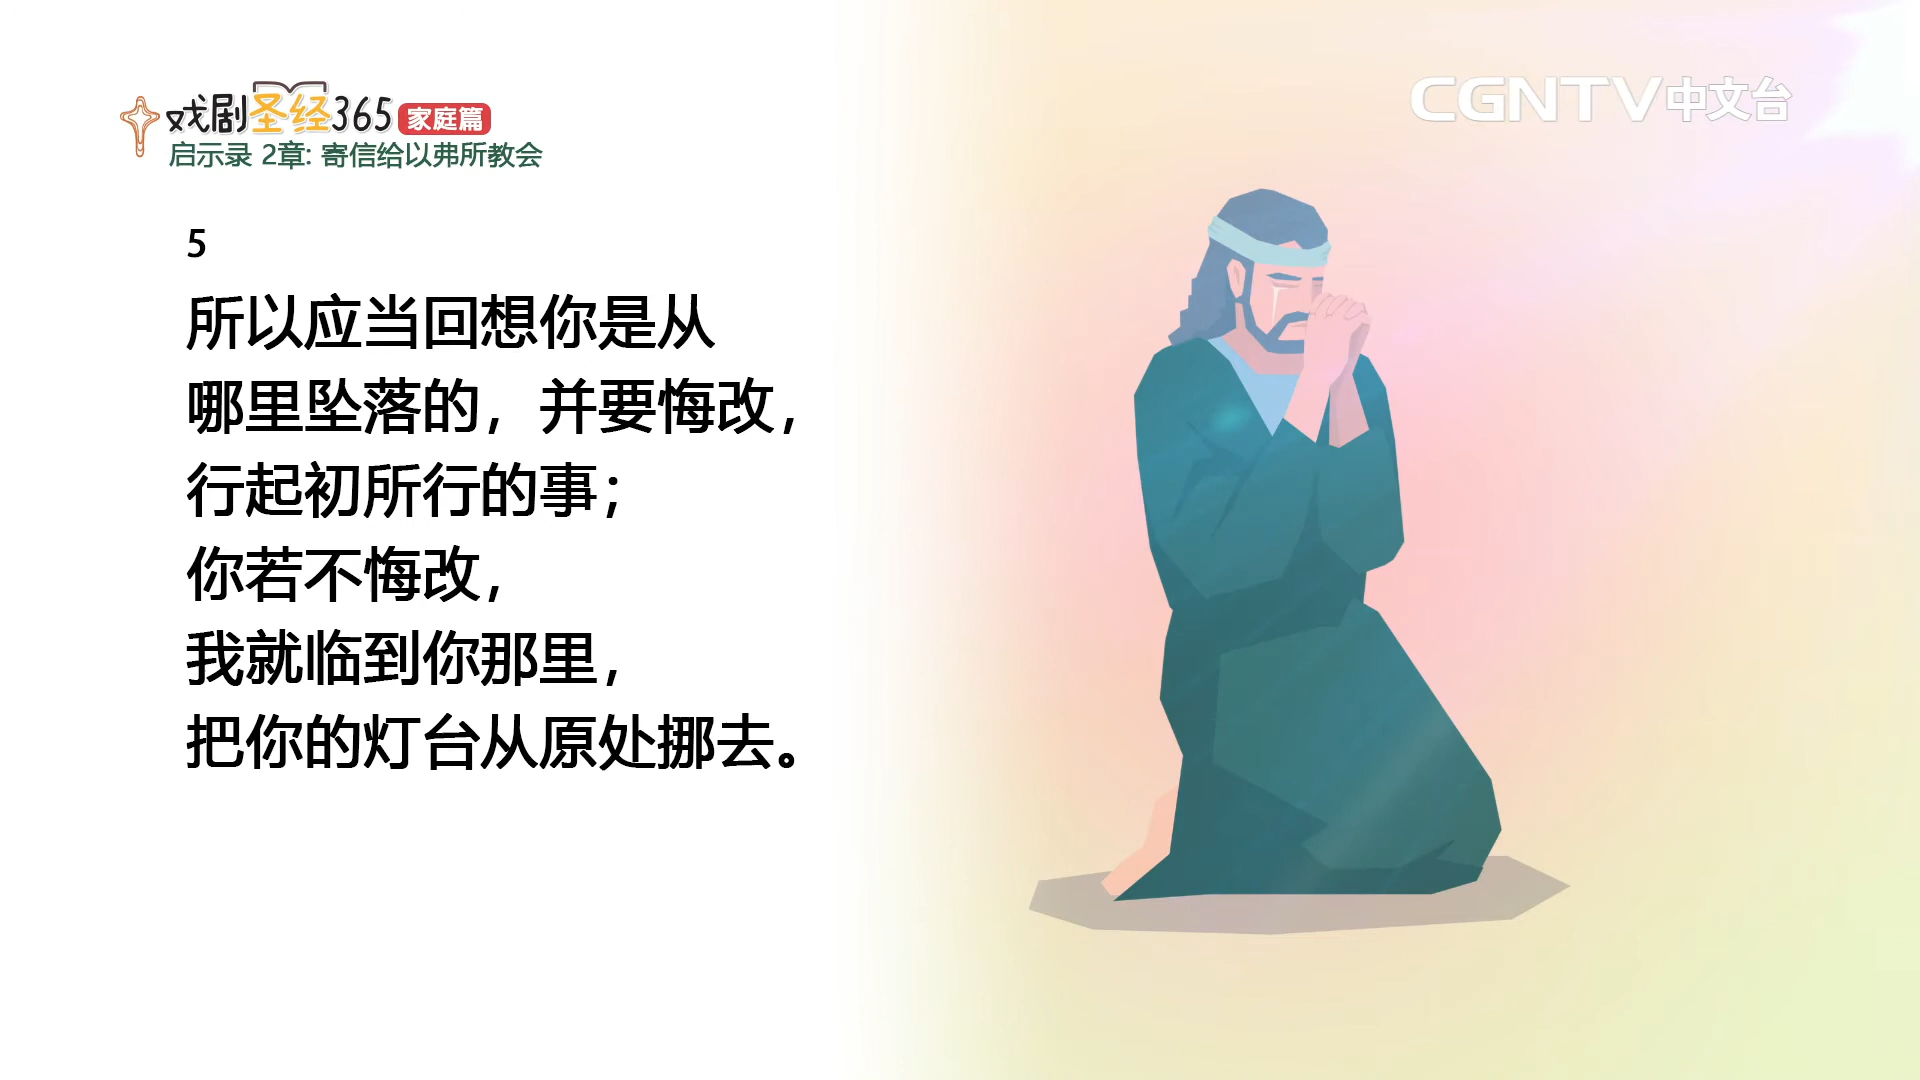 戏剧圣经365 家庭篇
CGNTV中文台
启示录 2章: 寄信给以弗所教会
5
所以应当回想你是从
哪里坠落的，并要悔改，
行起初所行的事；
你若不悔改，
我就临到你那里，
把你的灯台从原处挪去。